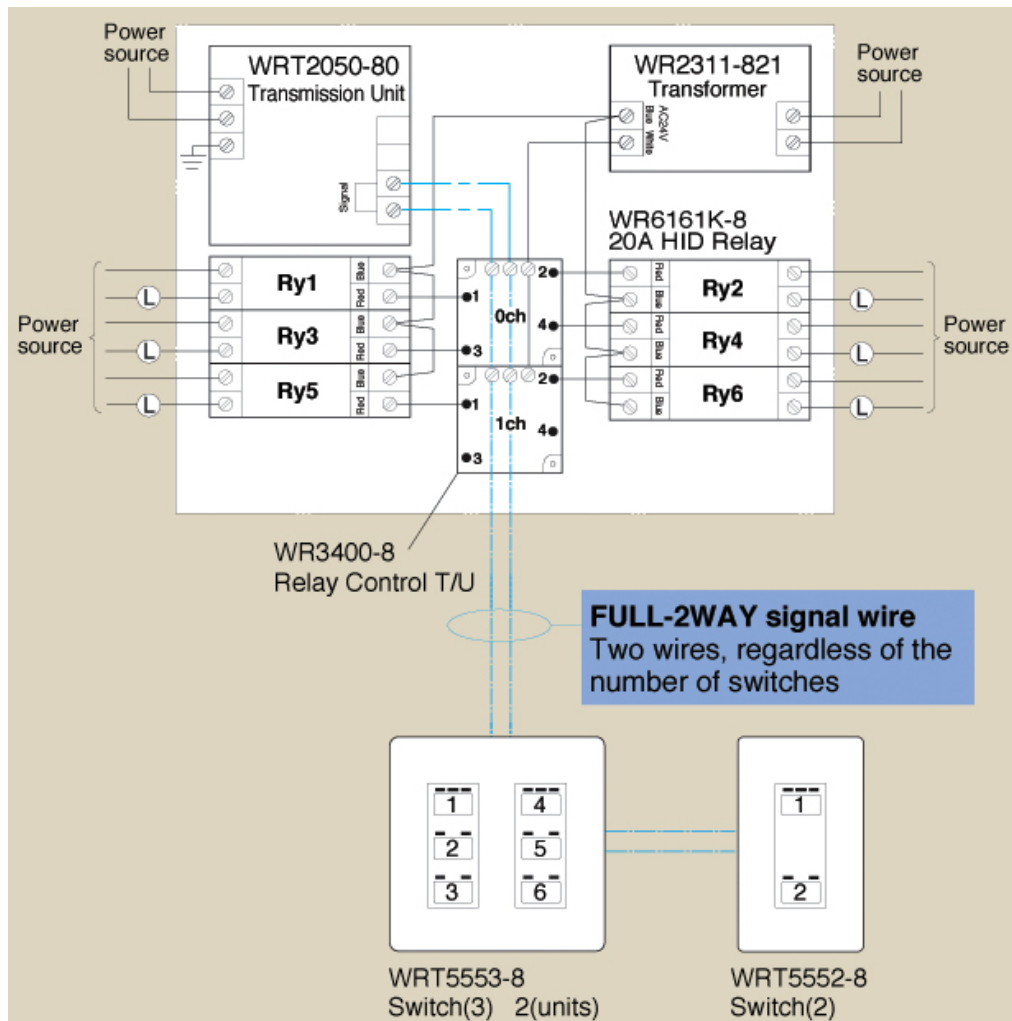 Power
source
WRT2050-80
Transmission Unit
Signal
WR2311-821
Transformer
AC24V
Blue White
Power
source
WR6161K-8
20A HID Relay
Power
source
L
L
L
Ry1
Blue
Red
Ry3
Blue
Red
Ry5
Blue
Red
2
1
0ch
4
3
2
1
1ch
4
3
Red
Blue
Ry2
Red
Blue
Ry4
Red
Blue
Ry6
L
L
L
Power
source
WR3400-8
Relay Control T/U
FULL-2WAY signal wire
Two wires, regardless of the
number of switches
1
2
3
4
5
6
1
2
WRT5553-8
Switch(3) 2(units)
WRT5552-8
Switch(2)